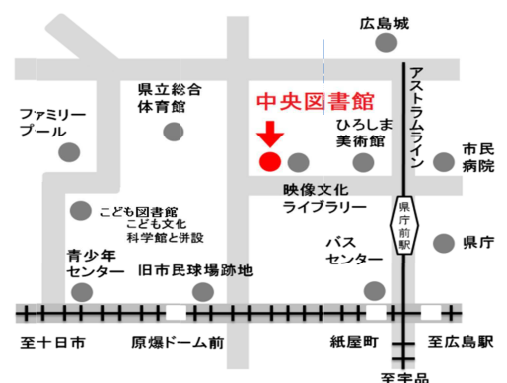 広島城
県立総合
体育館
中央図書館
アストラムライン
ファミリー
プール
ひろしま
美術館
市民
病院
映像文化
ライブラリー
こども図書館
こども文化
科学館と併設
県庁前駅
バス
センター
県庁
青少年
センター
旧市民球場跡地
至十日市
原爆ドーム前
紙屋町
至広島駅
至宇品